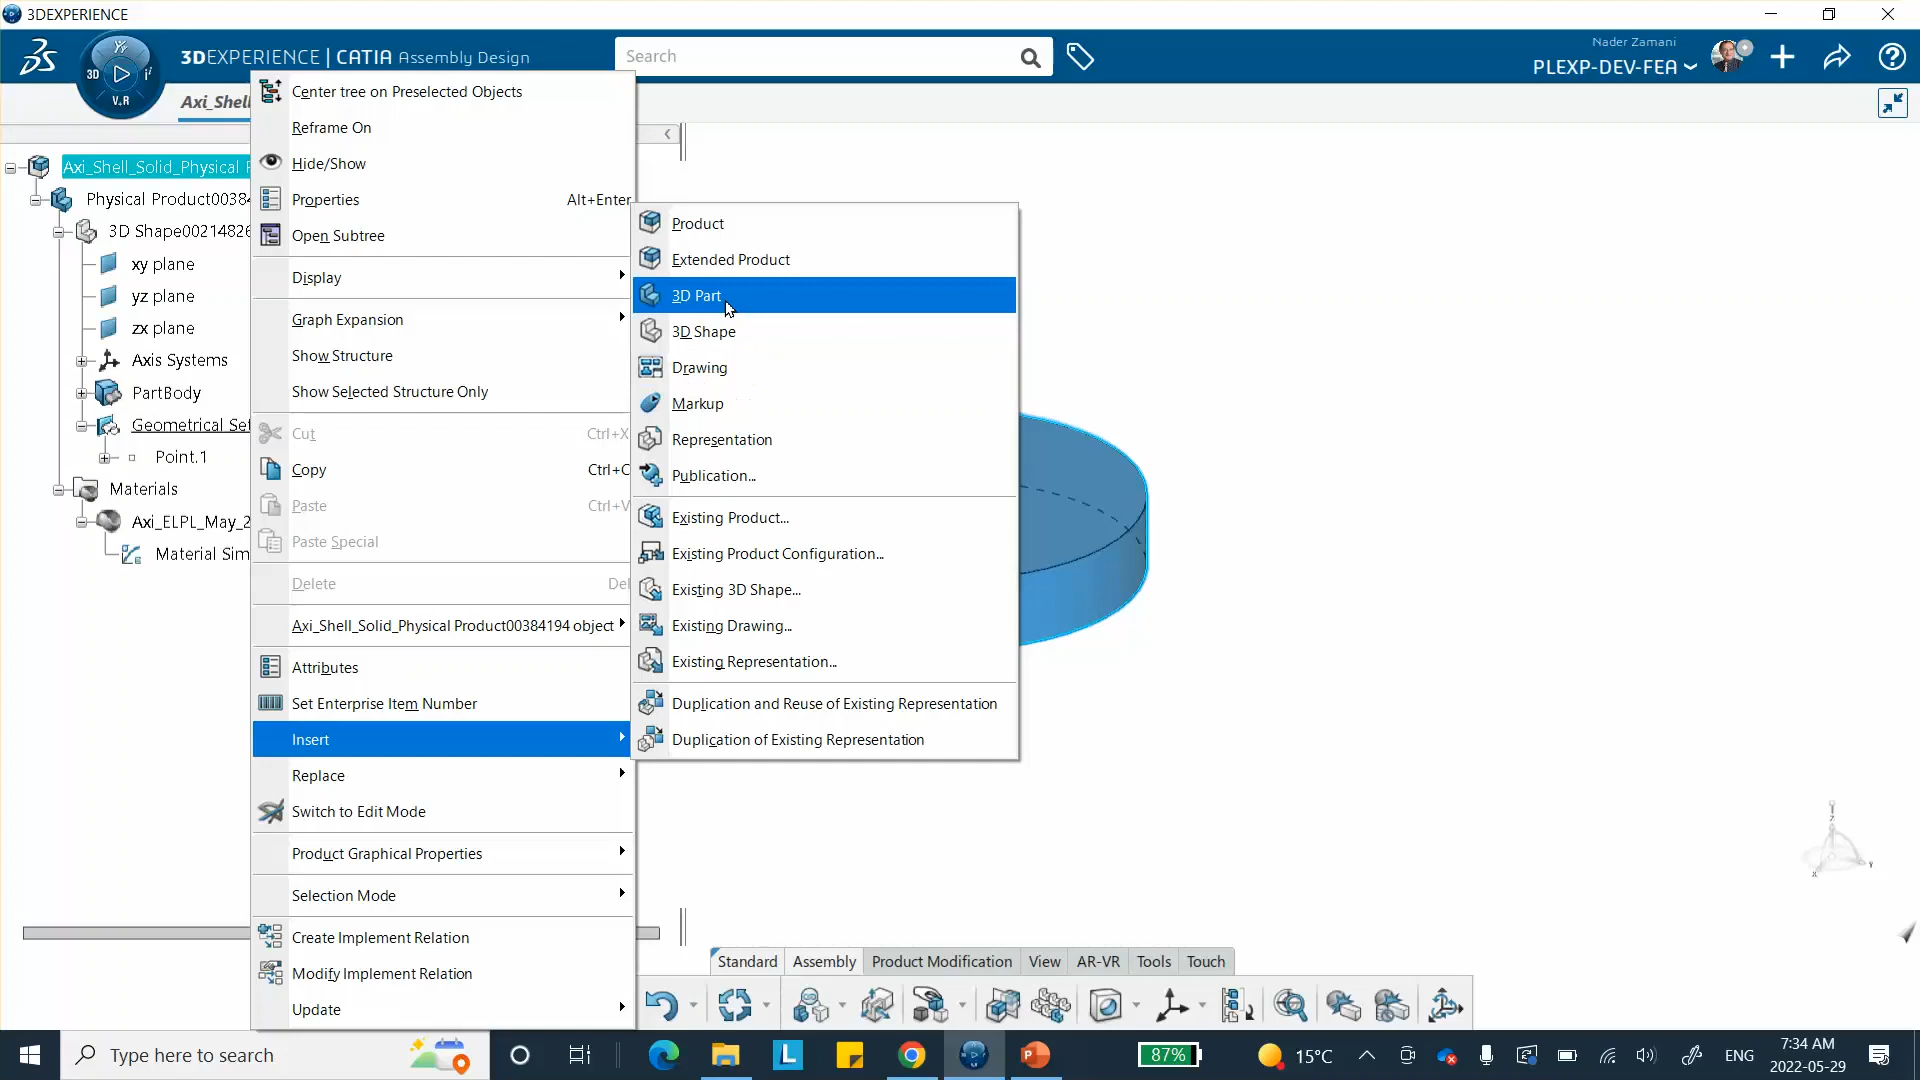 3DEXPERIENCE
3DEXPERIENCE | CATIA Assembly Design
Search
Nader Zamani
PLEXP-DEV-FEA
3D
V.R
Axi_Shell
Axi_Shell_Solid_Physical P
Physical Product00384
3D Shape00214826
xy plane
yz plane
zx plane
Axis Systems
PartBody
Geometrical Set
Point.1
Materials
Axi_ELPL_May_2
Material Sim
Center tree on Preselected Objects
Reframe On
Hide/Show
Properties Alt+Enter
Open Subtree
Display
Graph Expansion
Show Structure
Show Selected Structure Only
Cut Ctrl+X
Copy Ctrl+C
Paste Ctrl+V
Paste Special
Delete Del
Axi_Shell_Solid_Physical Product00384194 object
Attributes
Set Enterprise Item Number
Insert
Replace
Switch to Edit Mode
Product Graphical Properties
Selection Mode
Create Implement Relation
Modify Implement Relation
Update
Product
Extended Product
3D Part
3D Shape
Drawing
Markup
Representation
Publication...
Existing Product...
Existing Product Configuration...
Existing 3D Shape...
Existing Drawing...
Existing Representation...
Duplication and Reuse of Existing Representation
Duplication of Existing Representation
Standard Assembly Product Modification View AR-VR Tools Touch
Type here to search
87%
15°C
ENG
7:34 AM
2022-05-29